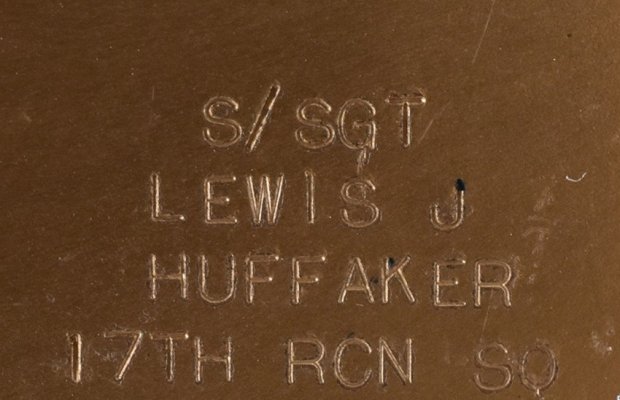 S/SGT
LEWIS J
HUFFAKER
17TH RCN SQ